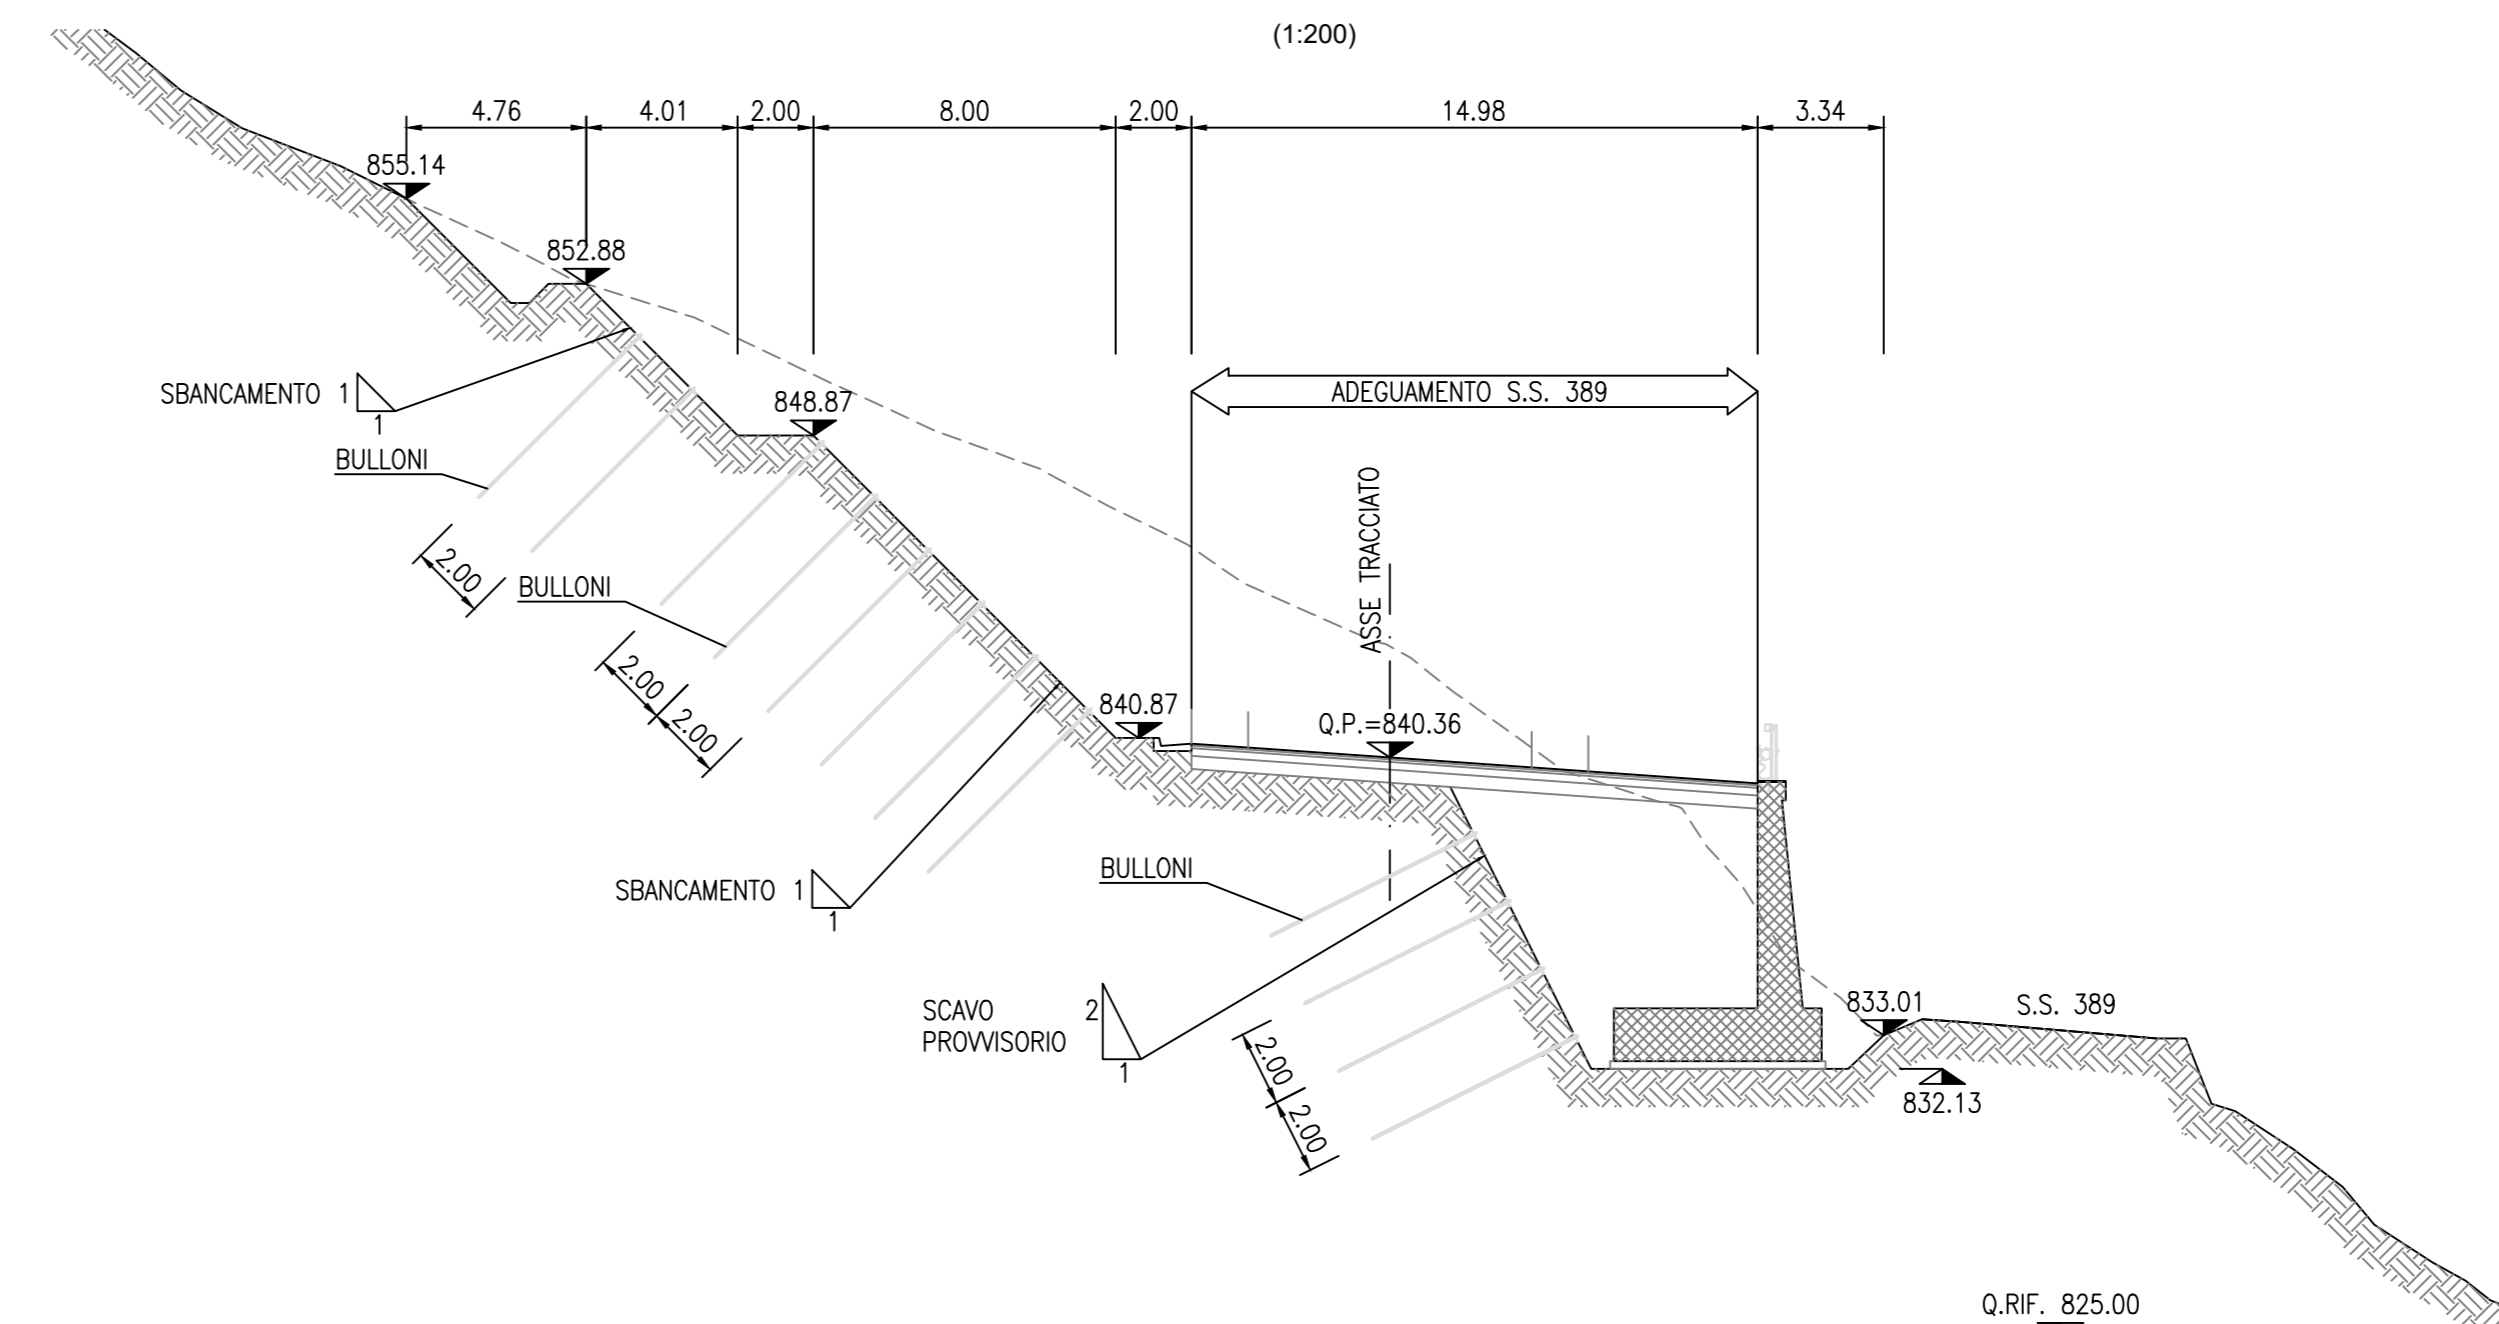 (1:200)
4.76 4.01 2.00 8.00 2.00 14.98 3.34
855.14
852.88
SBANCAMENTO 1
1
848.87
ADEGUAMENTO S.S. 389
BULLONI
ASSE TRACCIATO
2.00
BULLONI
2.00
2.00
840.87
Q.P.=840.36
BULLONI
SBANCAMENTO 1
1
SCAVO
PROVVISORIO
2
1
833.01
S.S. 389
2.00
2.00
832.13
Q.RIF. 825.00